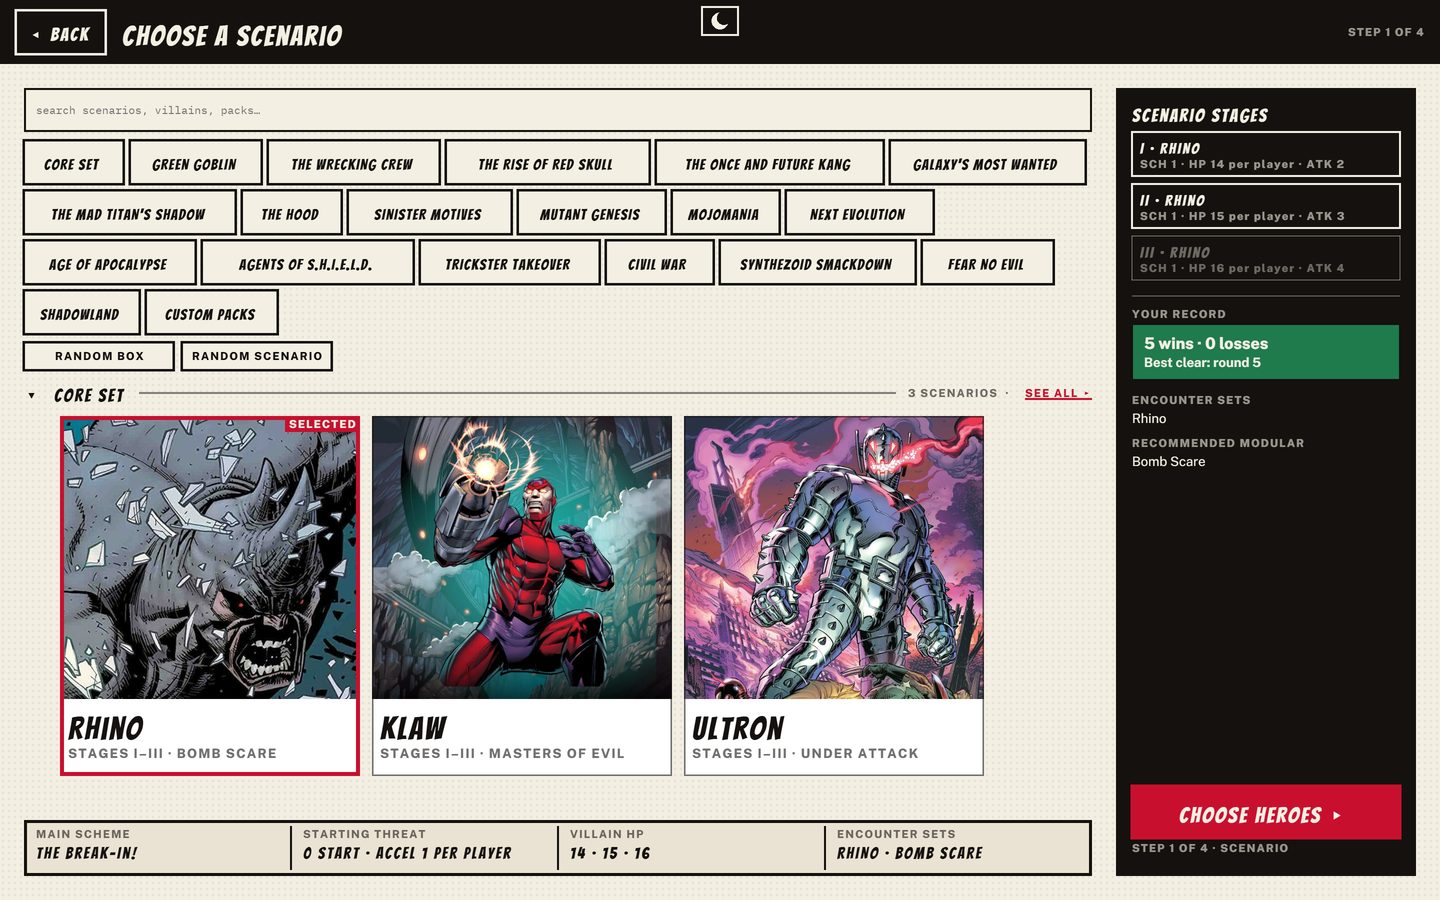 ◂ BACK
CHOOSE A SCENARIO
STEP 1 OF 4
search scenarios, villains, packs…
CORE SET
GREEN GOBLIN
THE WRECKING CREW
THE RISE OF RED SKULL
THE ONCE AND FUTURE KANG
GALAXY'S MOST WANTED
THE MAD TITAN'S SHADOW
THE HOOD
SINISTER MOTIVES
MUTANT GENESIS
MOJOMANIA
NEXT EVOLUTION
AGE OF APOCALYPSE
AGENTS OF S.H.I.E.L.D.
TRICKSTER TAKEOVER
CIVIL WAR
SYNTHEZOID SMACKDOWN
FEAR NO EVIL
SHADOWLAND
CUSTOM PACKS
RANDOM BOX
RANDOM SCENARIO
▾ CORE SET
3 SCENARIOS ·
SEE ALL ▸
SELECTED
RHINO
STAGES I–III · BOMB SCARE
KLAW
STAGES I–III · MASTERS OF EVIL
ULTRON
STAGES I–III · UNDER ATTACK
MAIN SCHEME
THE BREAK-IN!
STARTING THREAT
0 START · ACCEL 1 PER PLAYER
VILLAIN HP
14 · 15 · 16
ENCOUNTER SETS
RHINO · BOMB SCARE
SCENARIO STAGES
I · RHINO
SCH 1 · HP 14 per player · ATK 2
II · RHINO
SCH 1 · HP 15 per player · ATK 3
III · RHINO
SCH 1 · HP 16 per player · ATK 4
YOUR RECORD
5 wins · 0 losses
Best clear: round 5
ENCOUNTER SETS
Rhino
RECOMMENDED MODULAR
Bomb Scare
CHOOSE HEROES ▸
STEP 1 OF 4 · SCENARIO